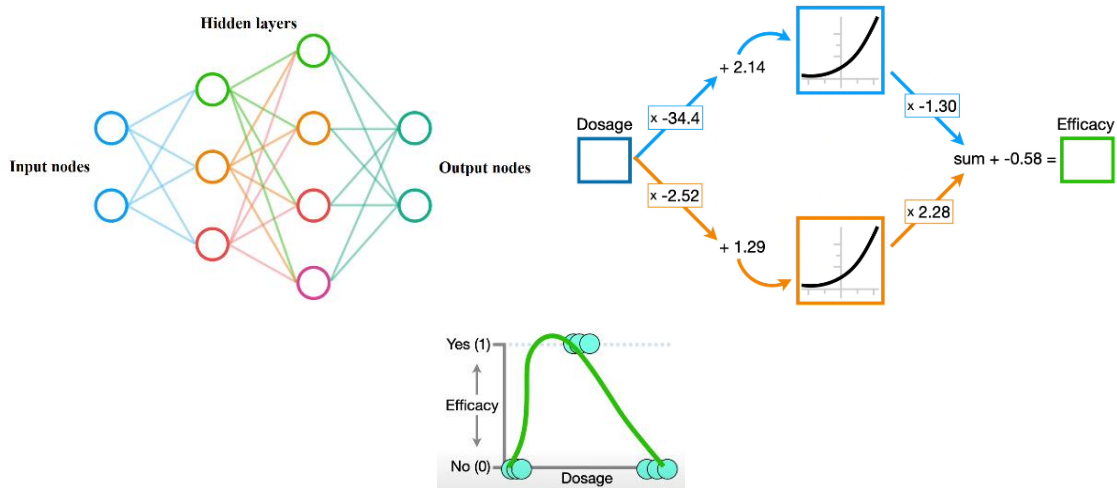 Hidden layers
Input nodes
Output nodes
Dosage
x -34.4
+ 2.14
x -1.30
x -2.52
+ 1.29
x 2.28
sum + -0.58 =
Efficacy
Yes (1)
Efficacy
No (0)
Dosage